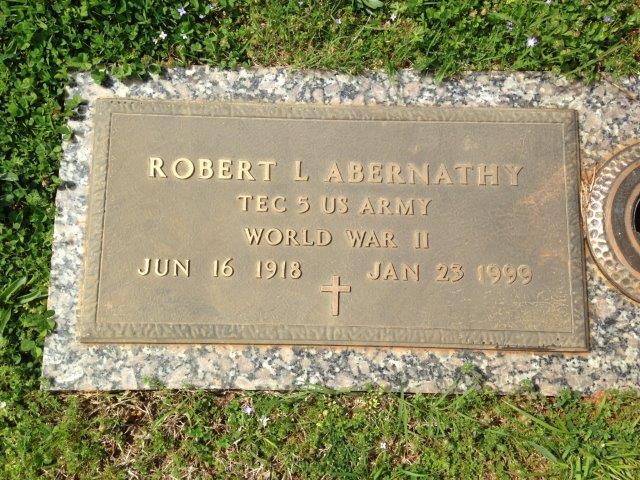 ROBERT L ABERNATHY
TEC 5 US ARMY
WORLD WAR II
JUN 16 1918 JAN 23 1999